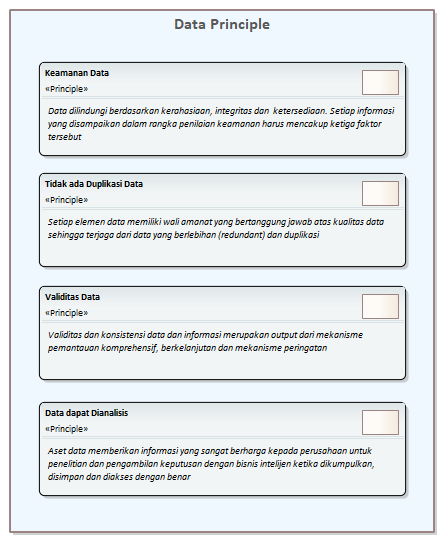 Data Principle
Keamanan Data
«Principle»
Data dilindungi berdasarkan kerahasiaan, integritas dan ketersediaan. Setiap informasi
yang disampaikan dalam rangka penilaian keamanan harus mencakup ketiga faktor
tersebut
Tidak ada Duplikasi Data
«Principle»
Setiap elemen data memiliki wali amanat yang bertanggung jawab atas kualitas data
sehingga terjaga dari data yang berlebihan (redundant) dan duplikasi
Validitas Data
«Principle»
Validitas dan konsistensi data dan informasi merupakan output dari mekanisme
pemantauan komprehensif, berkelanjutan dan mekanisme peringatan
Data dapat Dianalisis
«Principle»
Aset data memberikan informasi yang sangat berharga kepada perusahaan untuk
penelitian dan pengambilan keputusan dengan bisnis intelijen ketika dikumpulkan,
disimpan dan diakses dengan benar